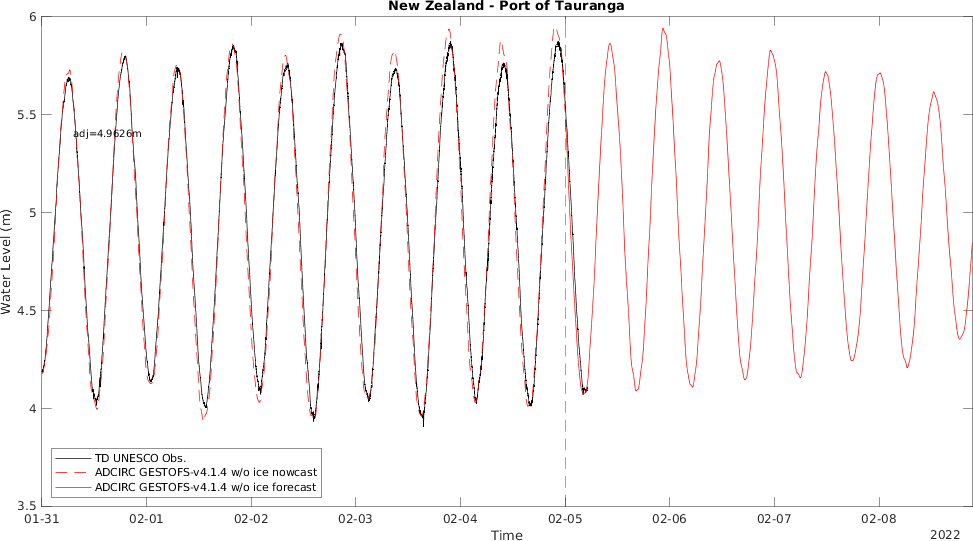 New Zealand - Port of Tauranga
6
5.5
5
4.5
4
3.5
Water Level (m)
adj=4.9626m
TD UNESCO Obs.
ADCIRC GESTOFS-v4.1.4 w/o ice nowcast
ADCIRC GESTOFS-v4.1.4 w/o ice forecast
01-31 02-01 02-02 02-03 02-04 02-05 02-06 02-07 02-08
Time
2022